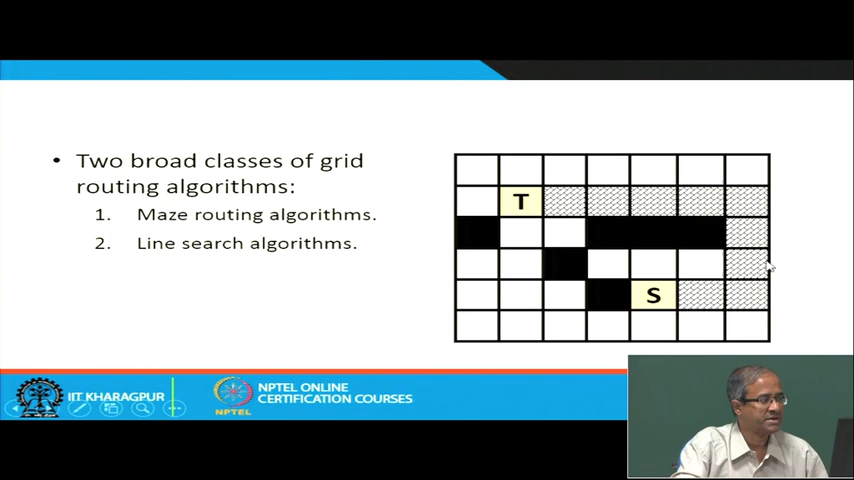 • Two broad classes of grid
routing algorithms:
1. Maze routing algorithms.
2. Line search algorithms.
T
S
IIT KHARAGPUR
NPTEL
NPTEL ONLINE
CERTIFICATION COURSES